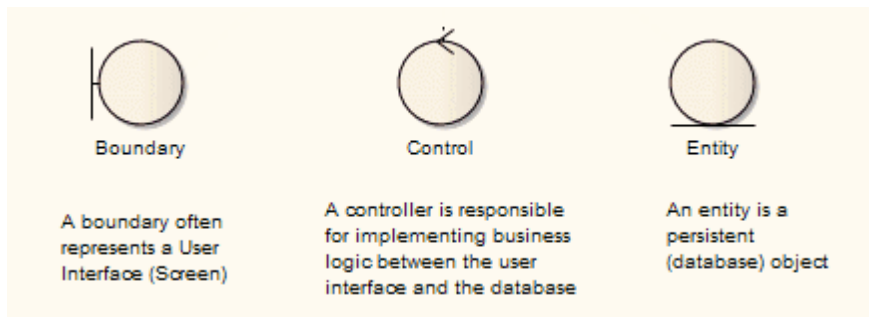 Boundary
Control
Entity
A boundary often
represents a User
Interface (Screen)
A controller is responsible
for implementing business
logic between the user
interface and the database
An entity is a
persistent
(database) object